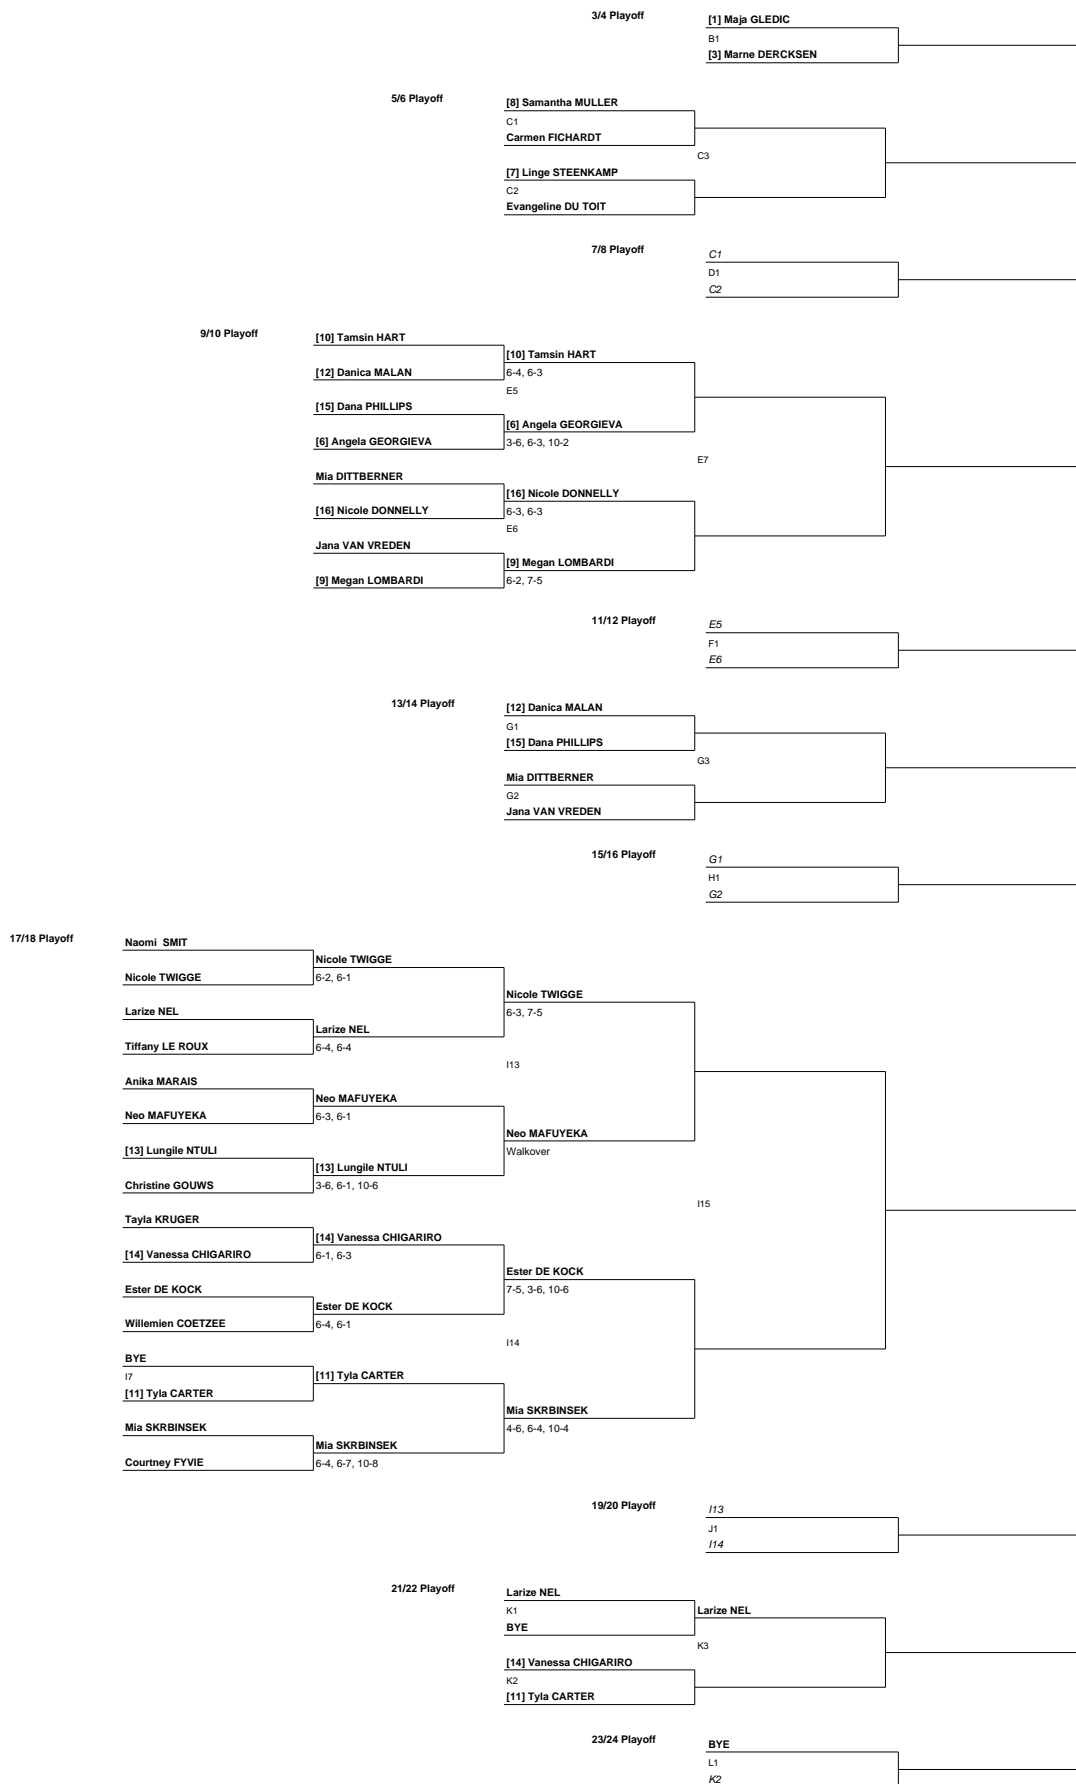 3/4 Playoff
[1] Maja GLEDIC
B1
[3] Marne DERCKSEN
5/6 Playoff
[8] Samantha MULLER
C1
Carmen FICHARDT
C3
[7] Linge STEENKAMP
C2
Evangeline DU TOIT
7/8 Playoff
C1
D1
C2
9/10 Playoff
[10] Tamsin HART
[10] Tamsin HART
[12] Danica MALAN
6-4, 6-3
E5
[15] Dana PHILLIPS
[6] Angela GEORGIEVA
[6] Angela GEORGIEVA
3-6, 6-3, 10-2
E7
Mia DITTBERNER
[16] Nicole DONNELLY
[16] Nicole DONNELLY
6-3, 6-3
E6
Jana VAN VREDEN
[9] Megan LOMBARDI
[9] Megan LOMBARDI
6-2, 7-5
11/12 Playoff
E5
F1
E6
13/14 Playoff
[12] Danica MALAN
G1
[15] Dana PHILLIPS
G3
Mia DITTBERNER
G2
Jana VAN VREDEN
15/16 Playoff
G1
H1
G2
17/18 Playoff
Naomi SMIT
Nicole TWIGGE
Nicole TWIGGE
6-2, 6-1
Nicole TWIGGE
6-3, 7-5
Larize NEL
Larize NEL
Tiffany LE ROUX
6-4, 6-4
I13
Anika MARAIS
Neo MAFUYEKA
Neo MAFUYEKA
6-3, 6-1
Neo MAFUYEKA
Walkover
[13] Lungile NTULI
[13] Lungile NTULI
Christine GOUWS
3-6, 6-1, 10-6
I15
Tayla KRUGER
[14] Vanessa CHIGARIRO
[14] Vanessa CHIGARIRO
6-1, 6-3
Ester DE KOCK
7-5, 3-6, 10-6
Ester DE KOCK
Ester DE KOCK
Willemien COETZEE
6-4, 6-1
I14
BYE
I7
[11] Tyla CARTER
[11] Tyla CARTER
Mia SKRBINSEK
4-6, 6-4, 10-4
Mia SKRBINSEK
Mia SKRBINSEK
Courtney FYVIE
6-4, 6-7, 10-8
19/20 Playoff
I13
J1
I14
21/22 Playoff
Larize NEL
K1
Larize NEL
BYE
K3
[14] Vanessa CHIGARIRO
K2
[11] Tyla CARTER
23/24 Playoff
BYE
L1
K2